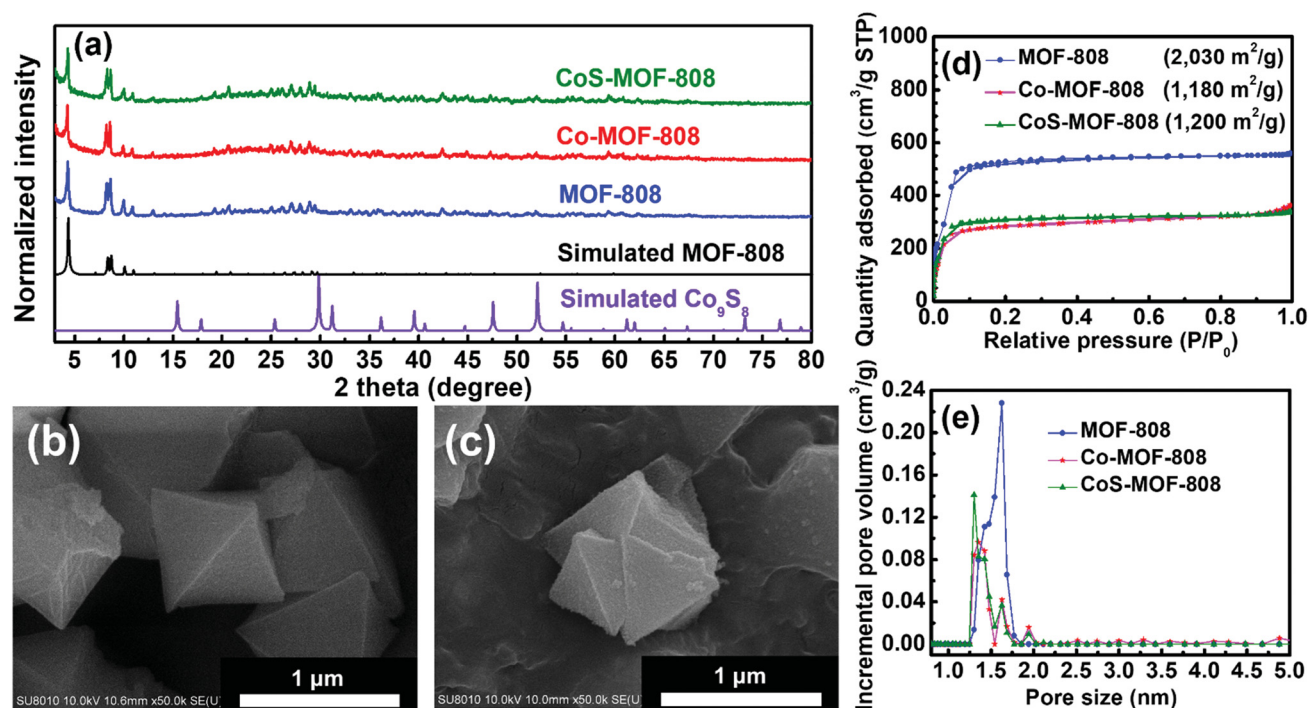 (a)
CoS-MOF-808
Co-MOF-808
MOF-808
Simulated MOF-808
Simulated Co₉S₈
Normalized intensity
5 10 15 20 25 30 35 40 45 50 55 60 65 70 75 80
2 theta (degree)
(d)
MOF-808 (2,030 m²/g)
Co-MOF-808 (1,180 m²/g)
CoS-MOF-808 (1,200 m²/g)
Quantity adsorbed (cm³/g STP)
1000
800
600
400
200
0
0.0 0.2 0.4 0.6 0.8 1.0
Relative pressure (P/P₀)
(b)
1 μm
SU8010 10.0kV 10.6mm x50.0k SE(U)
(c)
1 μm
SU8010 10.0kV 10.0mm x50.0k SE(U)
(e)
MOF-808
Co-MOF-808
CoS-MOF-808
Incremental pore volume (cm³/g)
0.24
0.20
0.16
0.12
0.08
0.04
0.00
1.0 1.5 2.0 2.5 3.0 3.5 4.0 4.5 5.0
Pore size (nm)